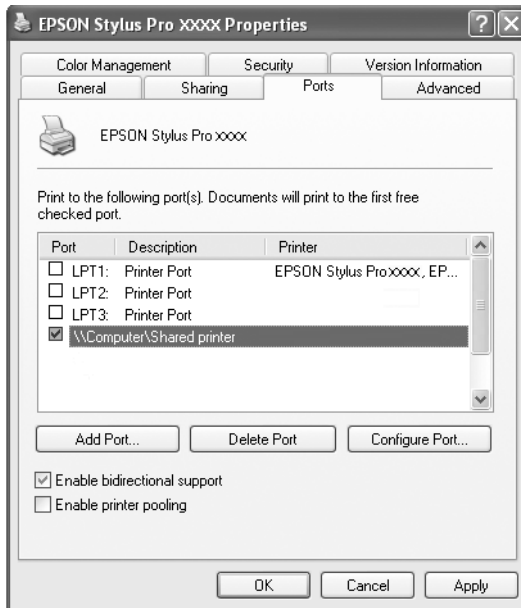 EPSON Stylus Pro XXXX Properties
Color Management Security Version Information
General Sharing Ports Advanced
EPSON Stylus Pro xxxx
Print to the following port(s). Documents will print to the first free
checked port.
Port Description Printer
LPT1: Printer Port EPSON Stylus Pro xxxx, EP...
LPT2: Printer Port
LPT3: Printer Port
\\Computer\Shared printer
Add Port... Delete Port Configure Port...
Enable bidirectional support
Enable printer pooling
OK Cancel Apply